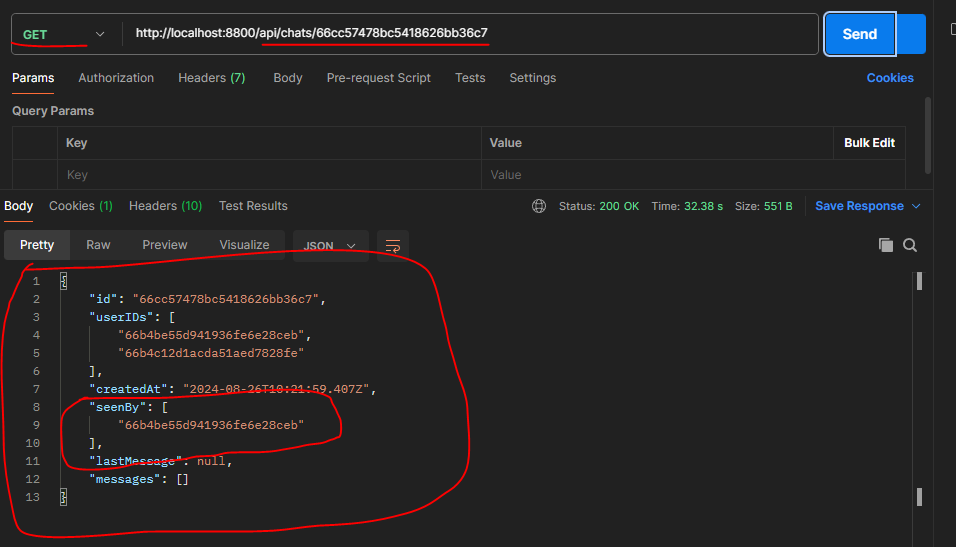 GET http://localhost:8800/api/chats/66cc57478bc5418626bb36c7 Send
Params Authorization Headers (7) Body Pre-request Script Tests Settings Cookies
Query Params
Key Value Bulk Edit
Key Value
Body Cookies (1) Headers (10) Test Results Status: 200 OK Time: 32.38 s Size: 551 B Save Response
Pretty Raw Preview Visualize JSON
1 {
2 "id": "66cc57478bc5418626bb36c7",
3 "userIDs": [
4 "66b4be55d941936fe6e28ceb",
5 "66b4c12d1acda51aed7828fe"
6 ],
7 "createdAt": "2024-08-26T10:21:59.407Z",
8 "seenBy": [
9 "66b4be55d941936fe6e28ceb"
10 ],
11 "lastMessage": null,
12 "messages": []
13 }